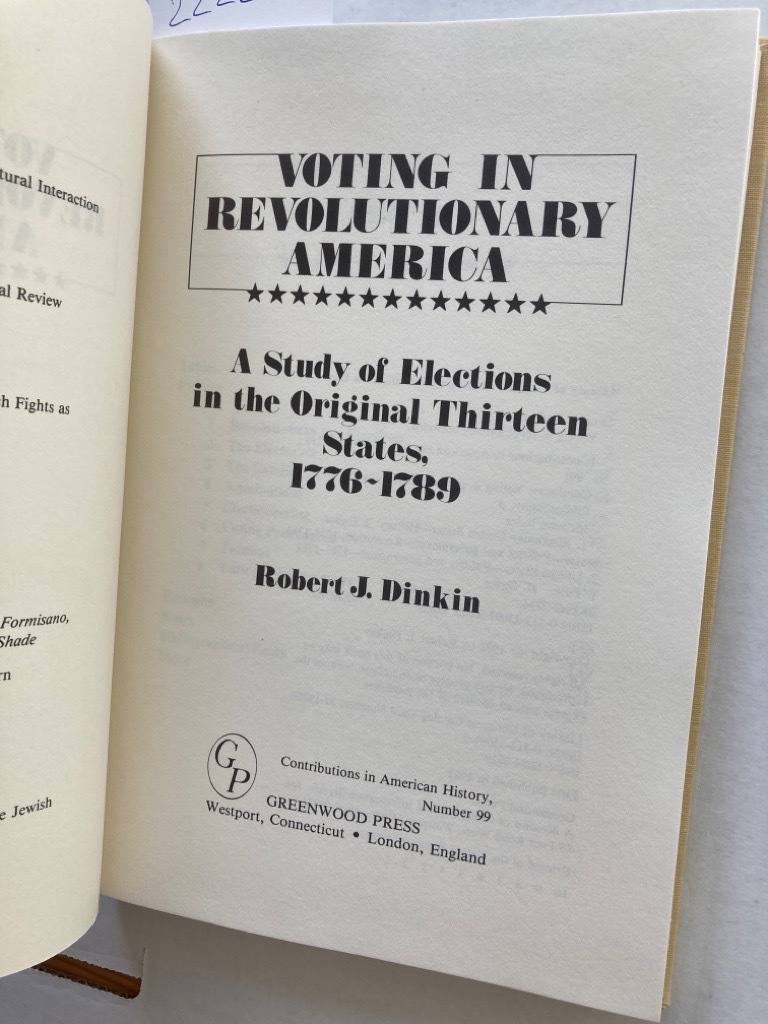 tural Interaction
al Review
h Fights as
Formisano,
Shade
rn
e Jewish
VOTING IN
REVOLUTIONARY
AMERICA
★★★★★★★★★★★★★
A Study of Elections
in the Original Thirteen
States,
1776-1789
Robert J. Dinkin
GP
Contributions in American History,
Number 99
GREENWOOD PRESS
Westport, Connecticut • London, England